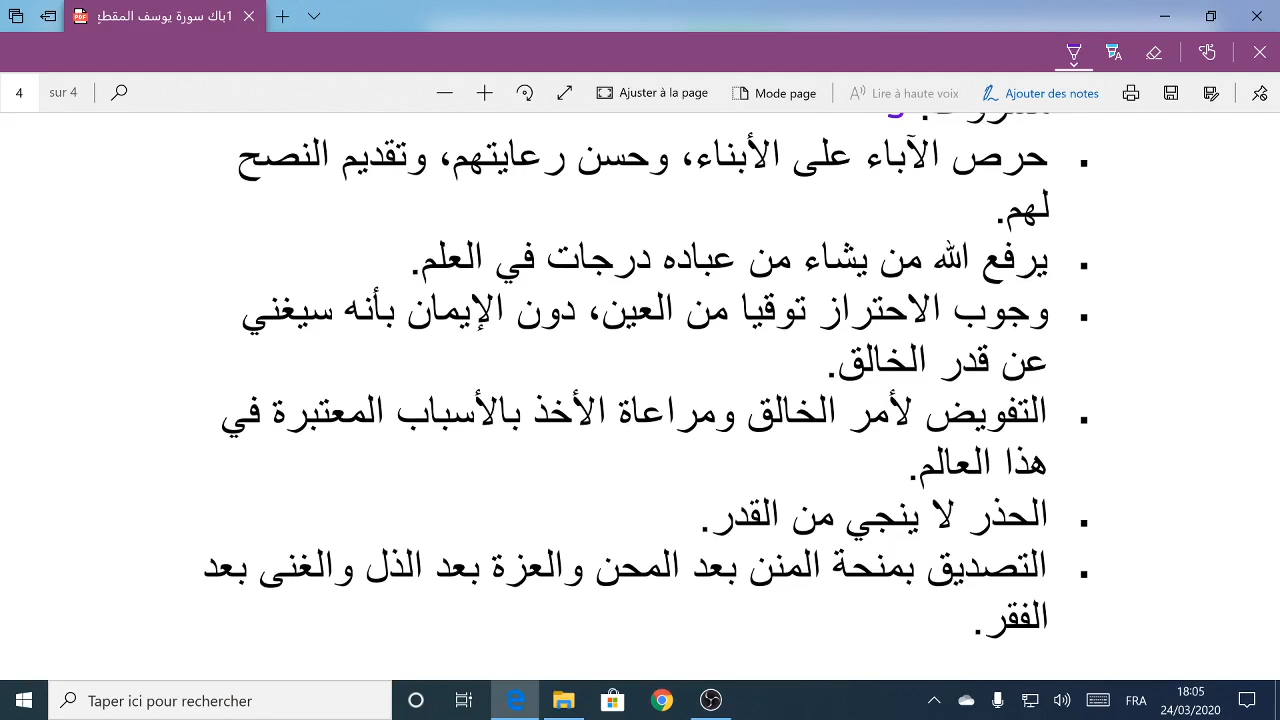 1باك سورة يوسف المقطع
4 sur 4
Ajuster à la page
Mode page
Lire à haute voix
Ajouter des notes
. حرص الآباء على الأبناء، وحسن رعايتهم، وتقديم النصح
لهم.
. يرفع الله من يشاء من عباده درجات في العلم.
. وجوب الاحتراز توقيا من العين، دون الإيمان بأنه سيغني
عن قدر الخالق.
. التفويض لأمر الخالق ومراعاة الأخذ بالأسباب المعتبرة في
هذا العالم.
. الحذر لا ينجي من القدر.
. التصديق بمنحة المنن بعد المحن والعزة بعد الذل والغنى بعد
الفقر.
Taper ici pour rechercher
FRA
18:05
24/03/2020